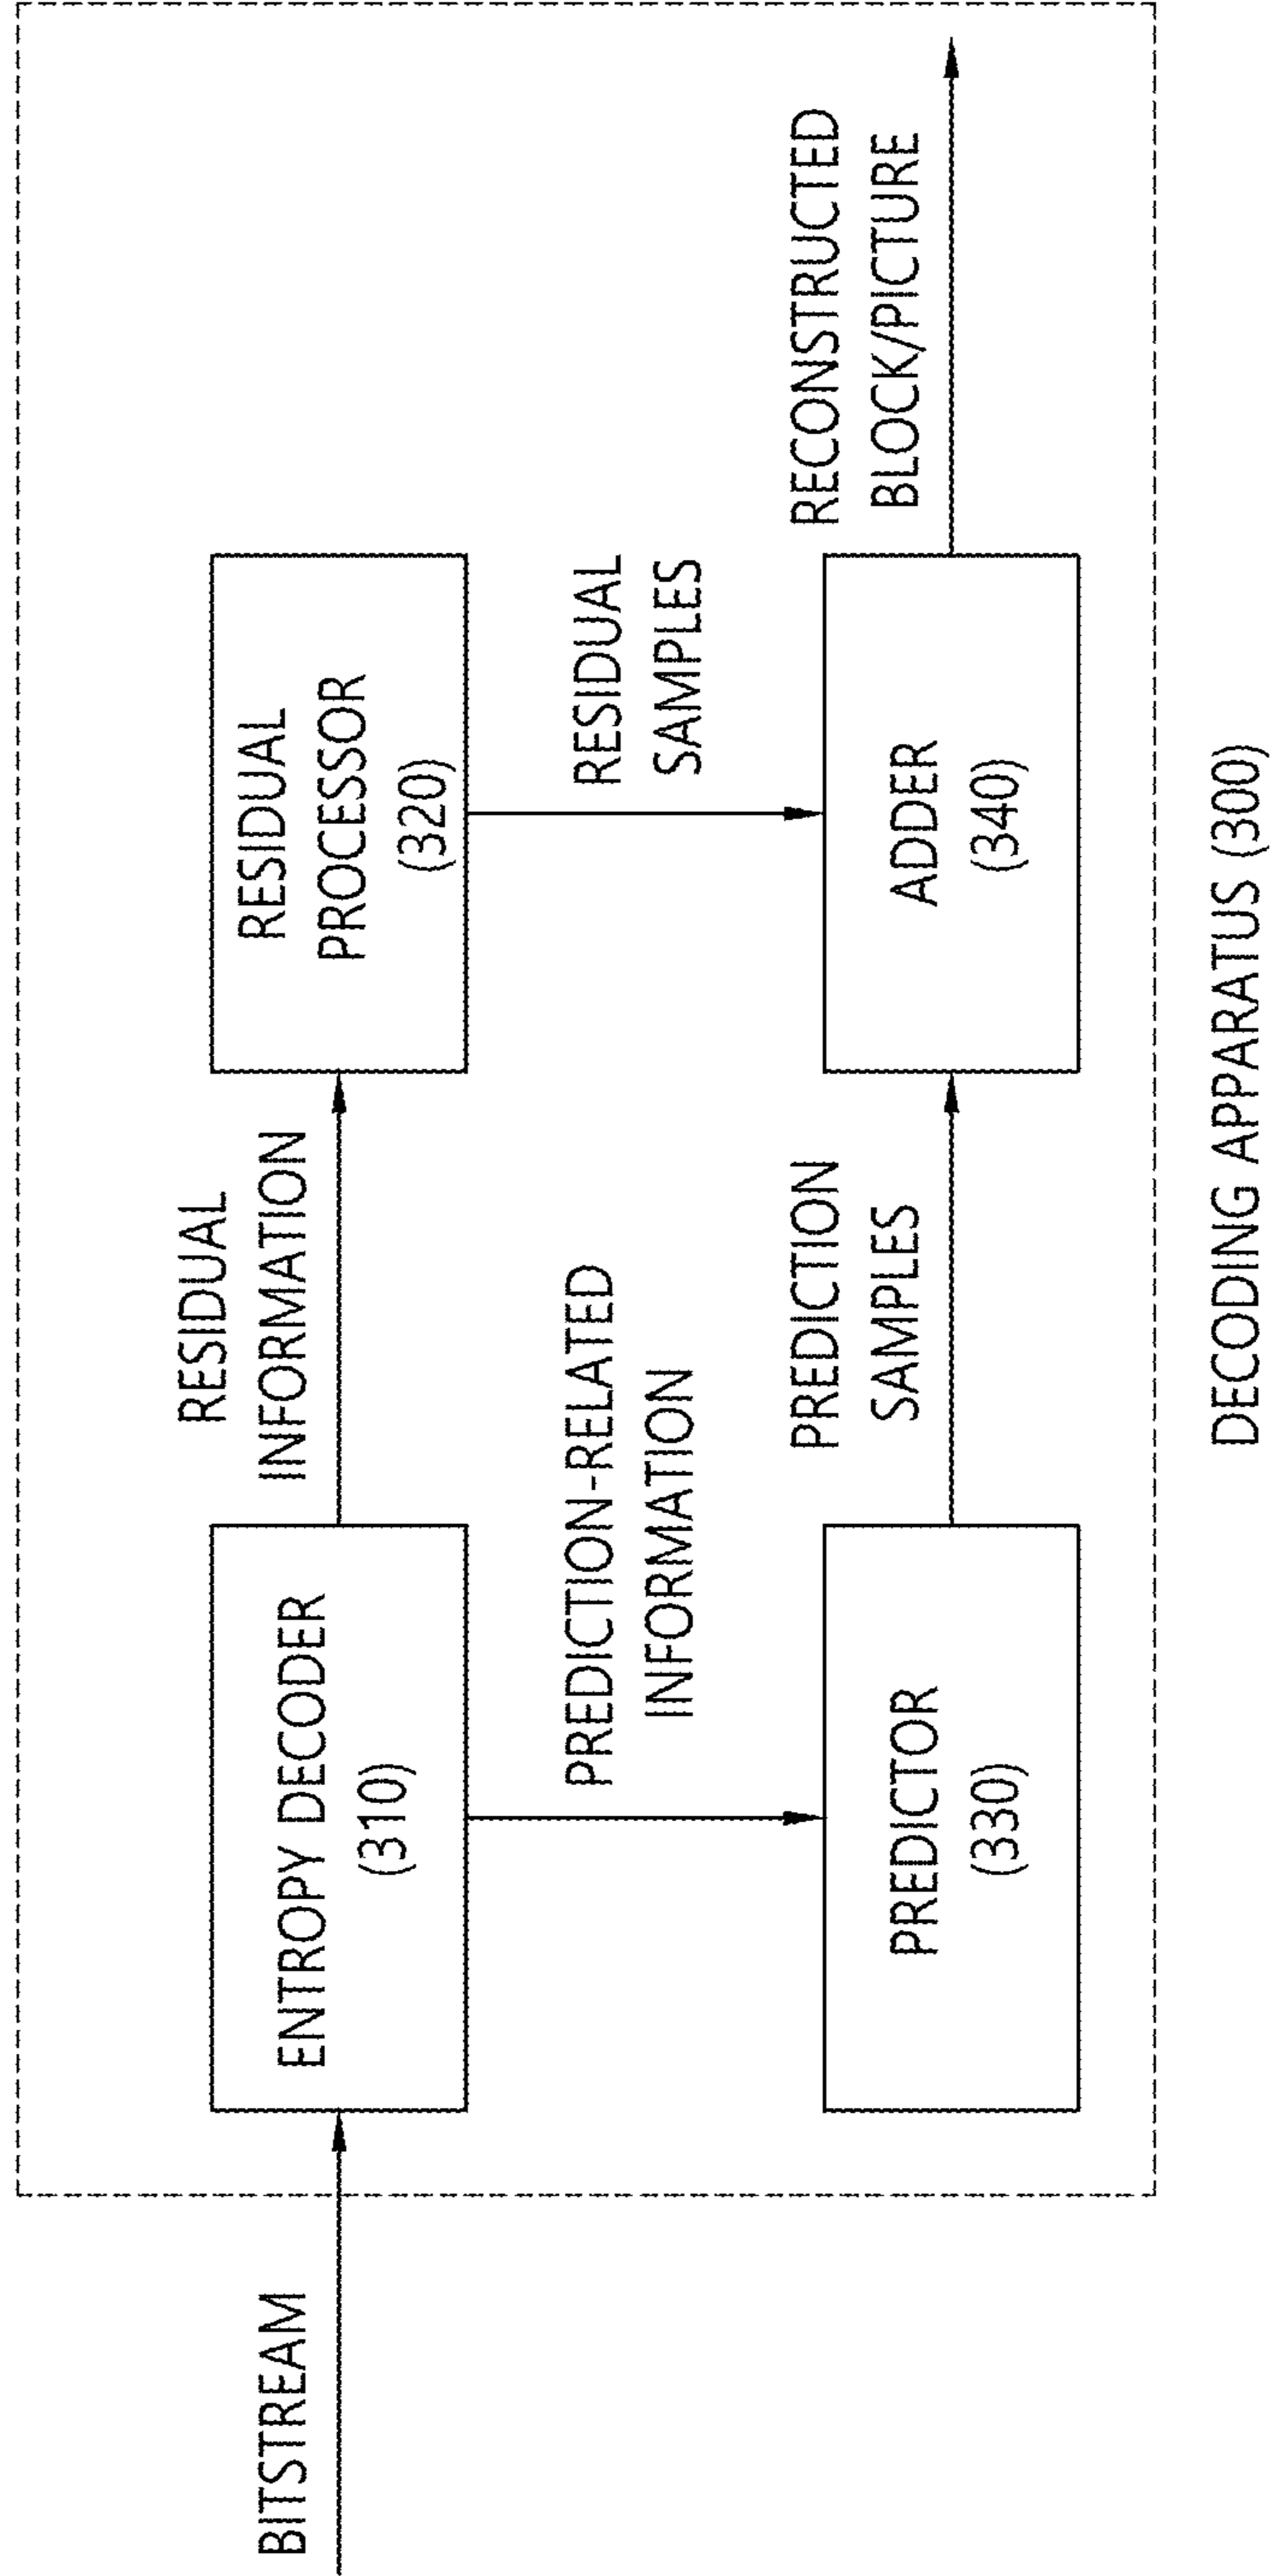 BITSTREAM
ENTROPY DECODER
(310)
RESIDUAL
INFORMATION
RESIDUAL
PROCESSOR
(320)
PREDICTION-RELATED
INFORMATION
RESIDUAL
SAMPLES
PREDICTOR
(330)
PREDICTION
SAMPLES
ADDER
(340)
RECONSTRUCTED
BLOCK/PICTURE
DECODING APPARATUS (300)